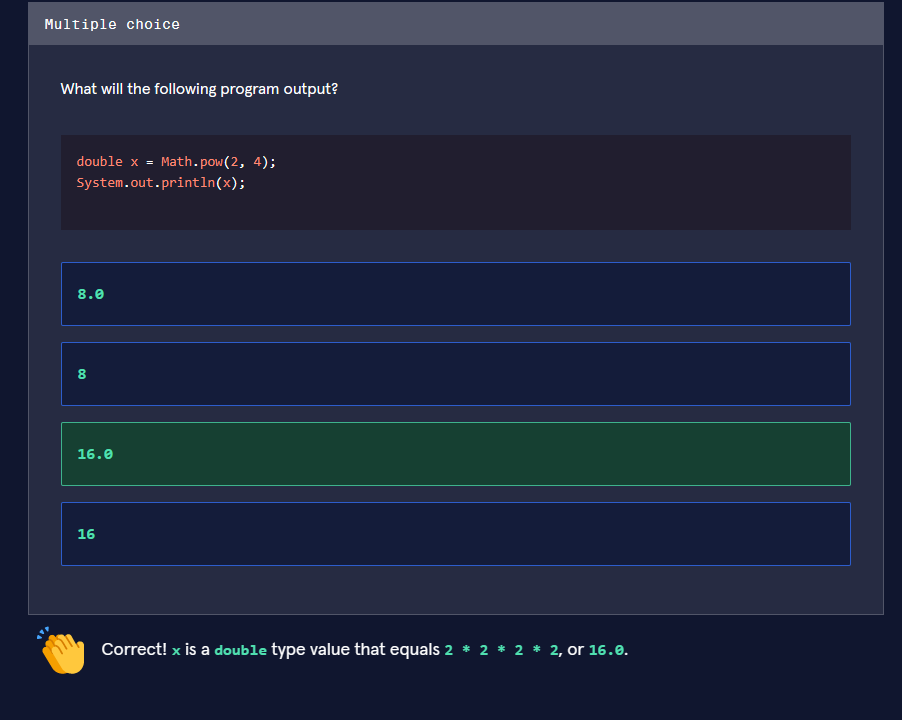 Multiple choice
What will the following program output?
double x = Math.pow(2, 4);
System.out.println(x);
8.0
8
16.0
16
Correct! x is a double type value that equals 2 * 2 * 2 * 2, or 16.0.